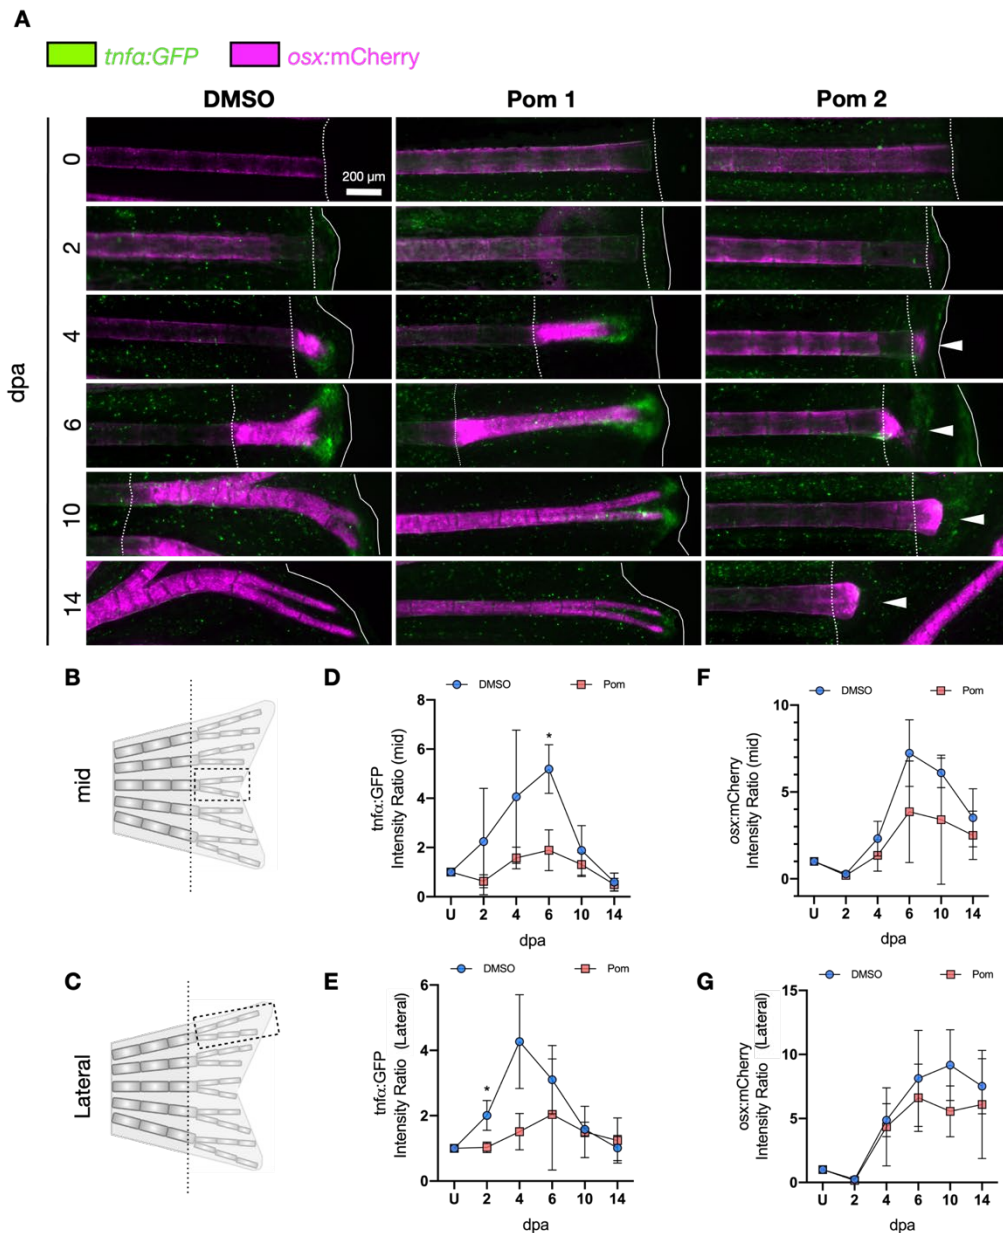 A
tnfα:GFP
osx:mCherry
DMSO
Pom 1
Pom 2
dpa
0
200 µm
2
4
6
10
14
B
mid
C
Lateral
D
DMSO
Pom
tnfα:GFP
Intensity Ratio (mid)
8
6
4
2
0
*
U 2 4 6 10 14
dpa
E
DMSO
Pom
tnfα:GFP
Intensity Ratio (Lateral)
6
4
2
0
*
U 2 4 6 10 14
dpa
F
DMSO
Pom
osx:mCherry
Intensity Ratio (mid)
10
5
0
U 2 4 6 10 14
dpa
G
DMSO
Pom
osx:mCherry
Intensity Ratio (Lateral)
15
10
5
0
U 2 4 6 10 14
dpa